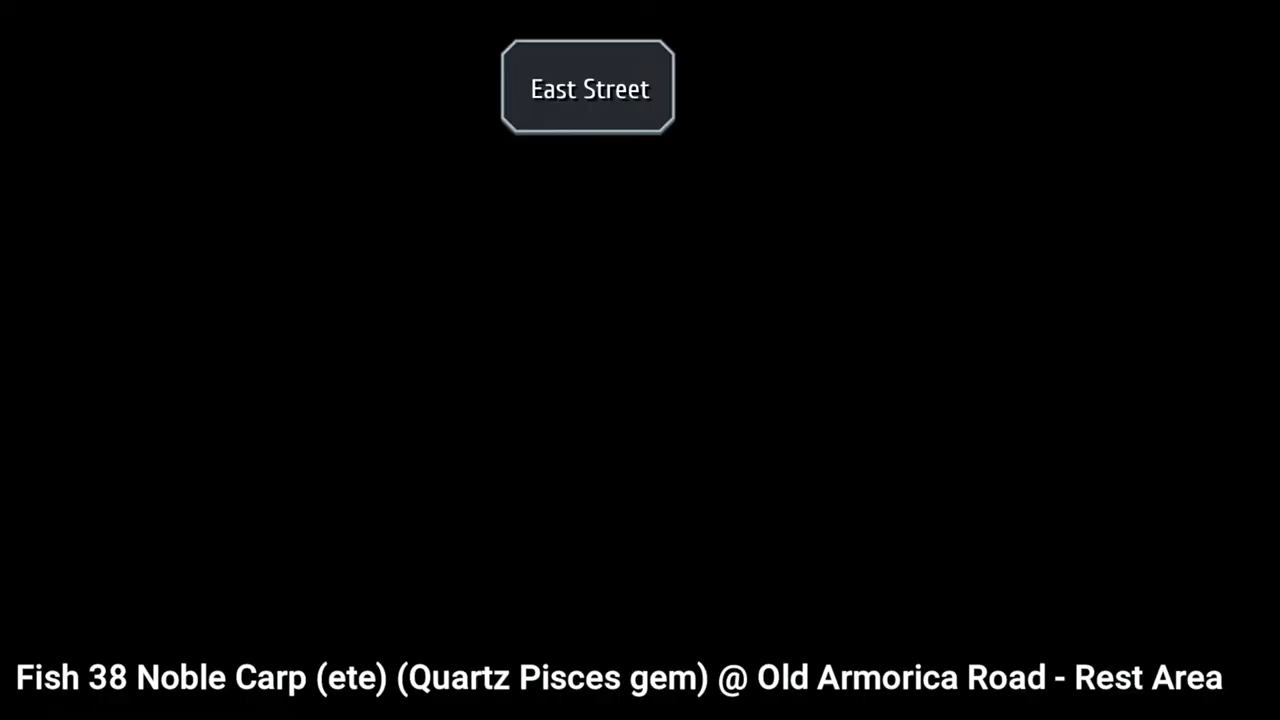 East Street
Fish 38 Noble Carp (ete) (Quartz Pisces gem) @ Old Armorica Road - Rest Area